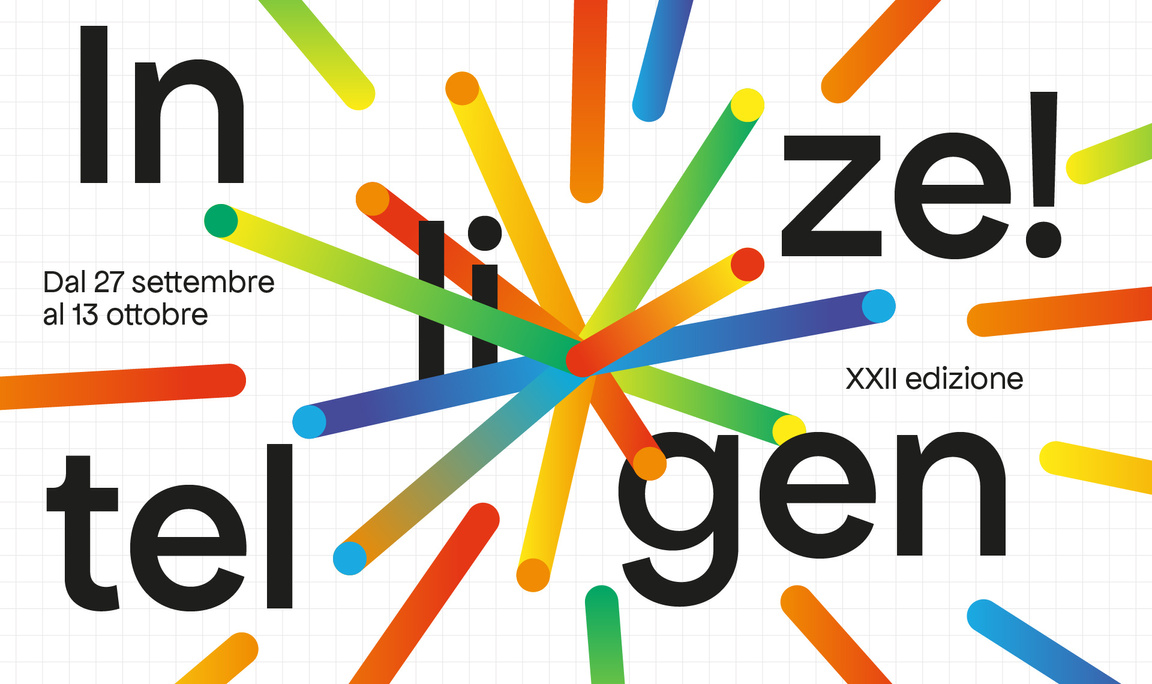 In
tel
li
gen
ze!
Dal 27 settembre
al 13 ottobre
XXII edizione